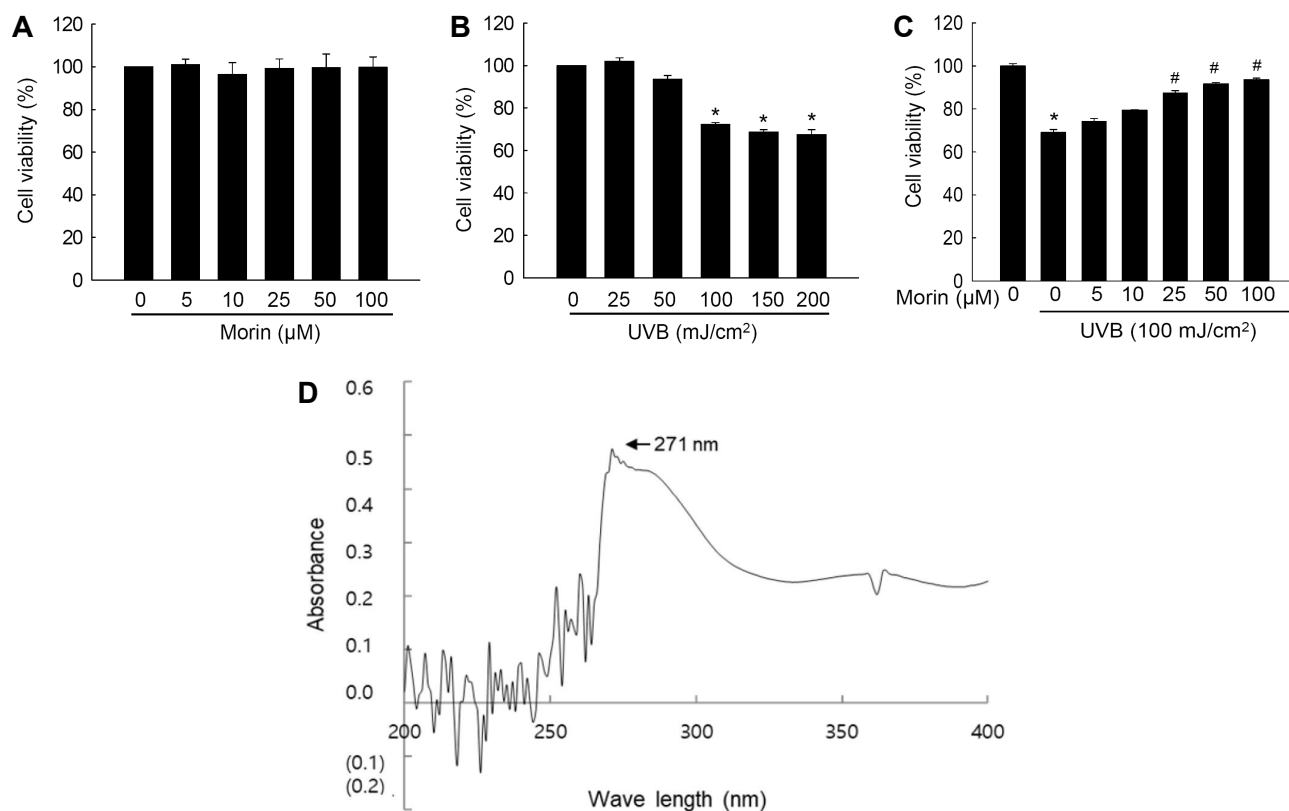 A
Cell viability (%)
120
100
80
60
40
20
0
0 5 10 25 50 100
Morin (µM)
B
Cell viability (%)
120
100
80
60
40
20
0
* * *
0 25 50 100 150 200
UVB (mJ/cm²)
C
Cell viability (%)
120
100
80
60
40
20
0
* # # #
Morin (µM) 0 0 5 10 25 50 100
UVB (100 mJ/cm²)
D
Absorbance
0.6
0.5
0.4
0.3
0.2
0.1
0.0
(0.1)
(0.2)
271 nm
200 250 300 350 400
Wave length (nm)